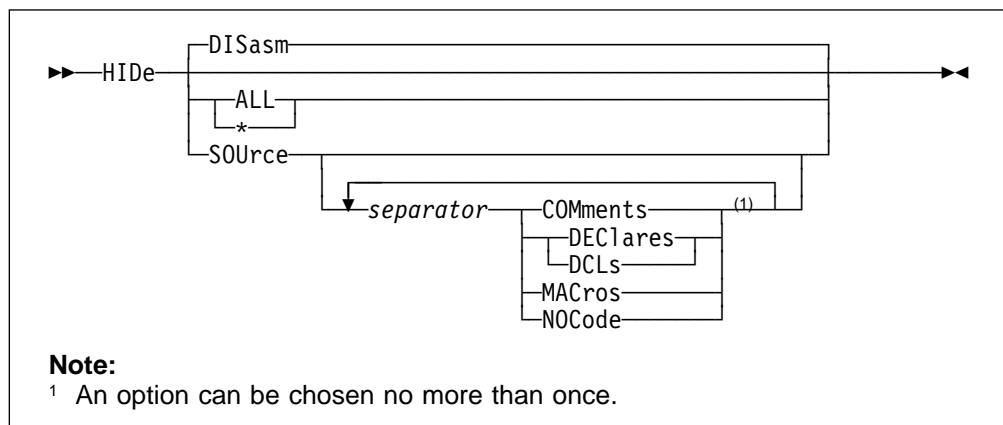 DISasm
HIDe
ALL
*
SOUrce
separator COMments (1)
DEClares
DCLs
MACros
NOCode
Note:
1 An option can be chosen no more than once.